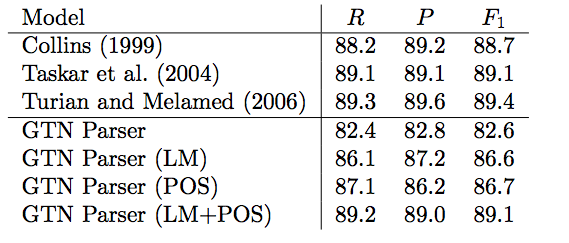 Model R P F1
Collins (1999) 88.2 89.2 88.7
Taskar et al. (2004) 89.1 89.1 89.1
Turian and Melamed (2006) 89.3 89.6 89.4
GTN Parser 82.4 82.8 82.6
GTN Parser (LM) 86.1 87.2 86.6
GTN Parser (POS) 87.1 86.2 86.7
GTN Parser (LM+POS) 89.2 89.0 89.1